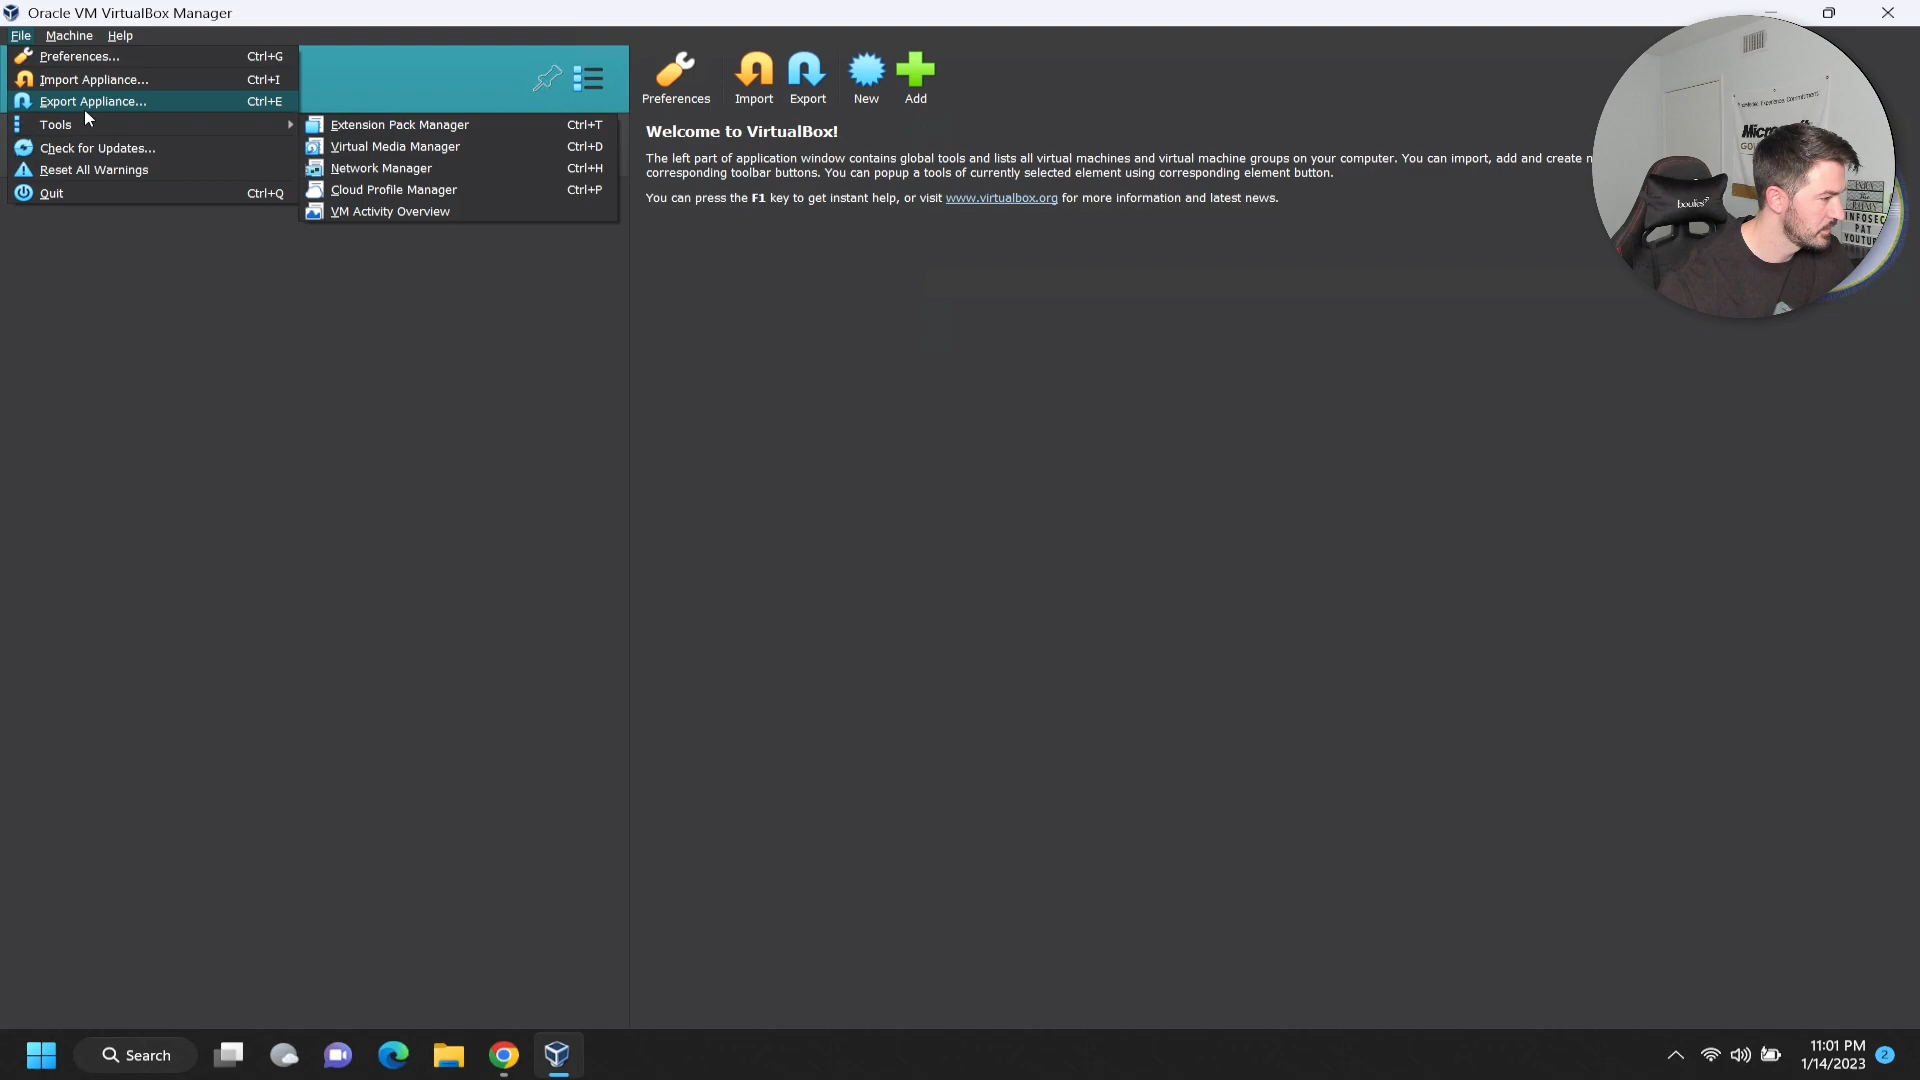 Oracle VM VirtualBox Manager
File Machine Help
Preferences... Ctrl+G
Import Appliance... Ctrl+I
Export Appliance... Ctrl+E
Tools
Check for Updates...
Reset All Warnings
Quit Ctrl+Q
Extension Pack Manager Ctrl+T
Virtual Media Manager Ctrl+D
Network Manager Ctrl+H
Cloud Profile Manager Ctrl+P
VM Activity Overview
Preferences Import Export New Add
Welcome to VirtualBox!
The left part of application window contains global tools and lists all virtual machines and virtual machine groups on your computer. You can import, add and create n
corresponding toolbar buttons. You can popup a tools of currently selected element using corresponding element button.
You can press the F1 key to get instant help, or visit www.virtualbox.org for more information and latest news.
Micro
boulies
INFOSEC
PAT
YOUTU
Search
11:01 PM
1/14/2023
2